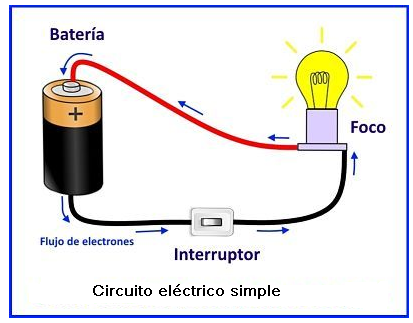 Batería
+
Foco
Flujo de electrones
Interruptor
Circuito eléctrico simple